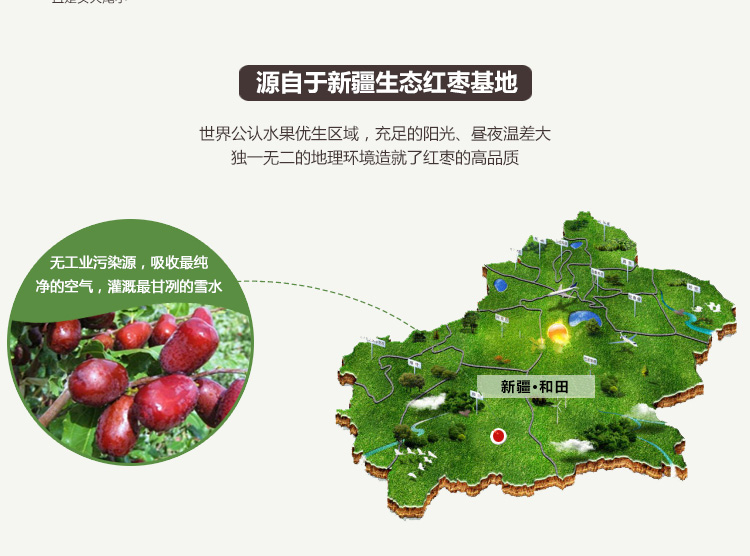 源自于新疆生态红枣基地
世界公认水果优生区域，充足的阳光、昼夜温差大
独一无二的地理环境造就了红枣的高品质
无工业污染源，吸收最纯
净的空气，灌溉最甘冽的雪水
新疆·和田